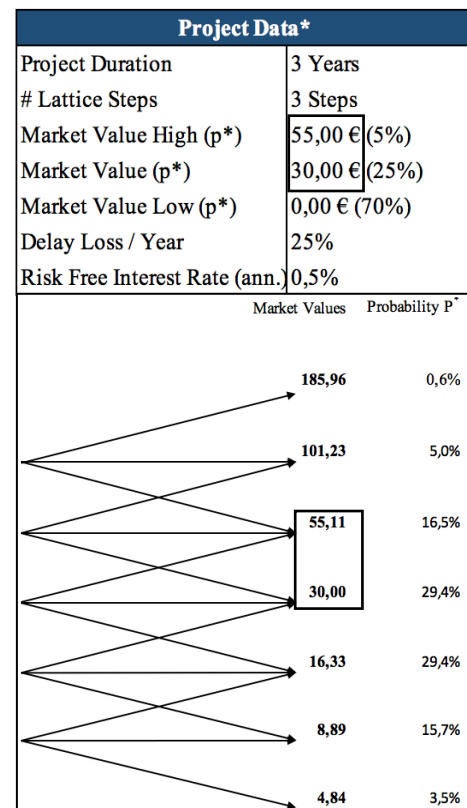 Project Data*
Project Duration 3 Years
# Lattice Steps 3 Steps
Market Value High (p*) 55,00 € (5%)
Market Value (p*) 30,00 € (25%)
Market Value Low (p*) 0,00 € (70%)
Delay Loss / Year 25%
Risk Free Interest Rate (ann.) 0,5%
Market Values Probability P*
185,96 0,6%
101,23 5,0%
55,11 16,5%
30,00 29,4%
16,33 29,4%
8,89 15,7%
4,84 3,5%